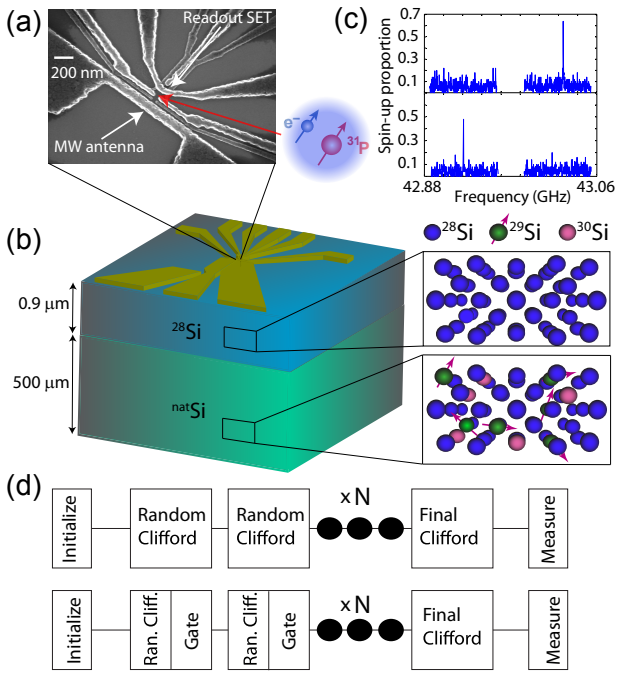 (a)
Readout SET
200 nm
MW antenna
e⁻
³¹P
(c)
Spin-up proportion
0.7
0.5
0.3
0.1
0.5
0.3
0.1
42.88
43.06
Frequency (GHz)
(b)
0.9 μm
500 μm
²⁸Si
ⁿᵃᵗSi
²⁸Si
²⁹Si
³⁰Si
(d)
Initialize
Random
Clifford
Random
Clifford
x N
Final
Clifford
Measure
Initialize
Ran. Cliff.
Gate
Ran. Cliff.
Gate
x N
Final
Clifford
Measure